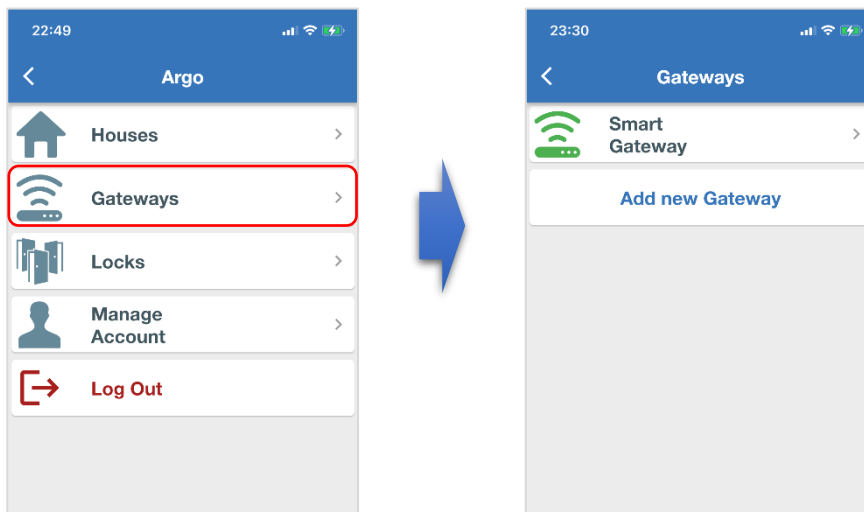 22:49
Argo
Houses
Gateways
Locks
Manage
Account
Log Out
23:30
Gateways
Smart
Gateway
Add new Gateway